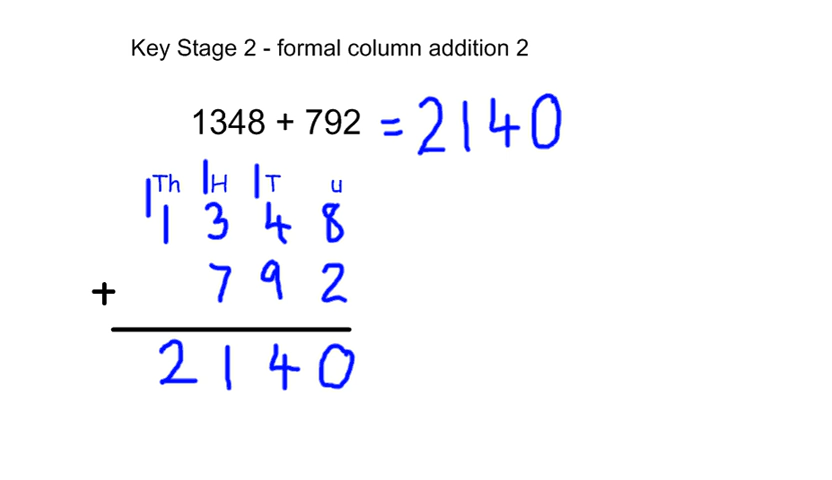 Key Stage 2 - formal column addition 2
1348 + 792 = 2140
1Th 1H 1T u
1 3 4 8
+ 7 9 2
2 1 4 0